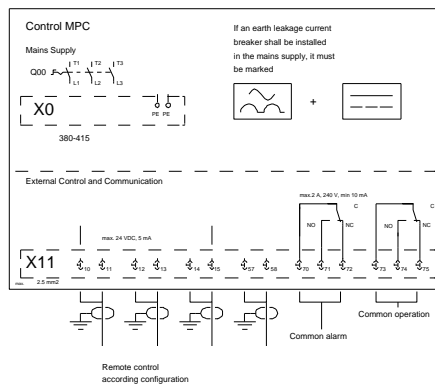 Control MPC
Mains Supply
Q00
T1 T2 T3
L1 L2 L3
X0
PE PE
380-415
If an earth leakage current
breaker shall be installed
in the mains supply, it must
be marked
+
External Control and Communication
max. 24 VDC, 5 mA
max.2 A, 240 V, min 10 mA
C C
NO NC NO NC
X11
10 11 12 13 14 15 57 58 70 71 72 73 74 75
max. 2.5 mm2
Common alarm
Common operation
Remote control
according configuration